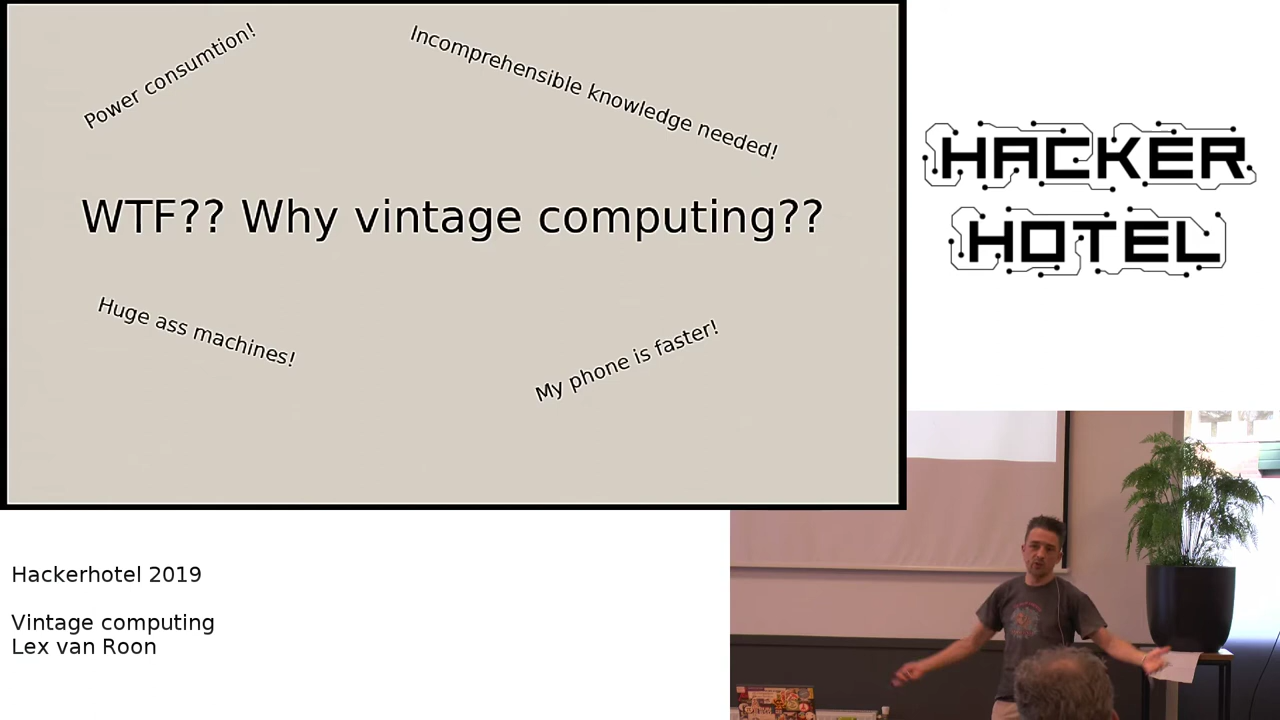 Power consumtion!
Incomprehensible knowledge needed!
WTF?? Why vintage computing??
Huge ass machines!
My phone is faster!
HACKER
HOTEL
Hackerhotel 2019
Vintage computing
Lex van Roon